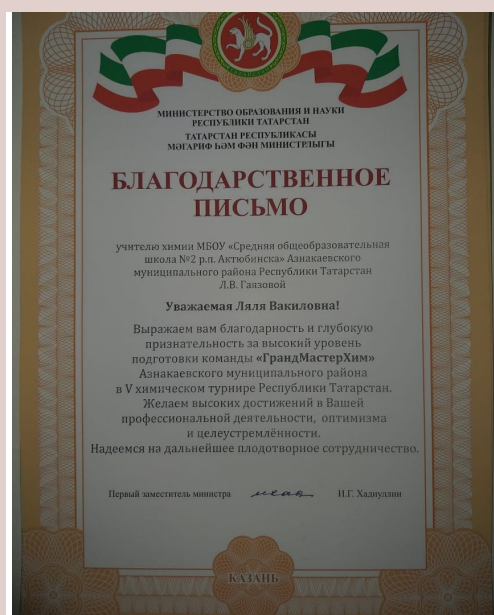 МИНИСТЕРСТВО ОБРАЗОВАНИЯ И НАУКИ
РЕСПУБЛИКИ ТАТАРСТАН
ТАТАРСТАН РЕСПУБЛИКАСЫ
МӘГАРИФ ҺӘМ ФӘН МИНИСТРЛЫГЫ
БЛАГОДАРСТВЕННОЕ
ПИСЬМО
учителю химии МБОУ «Средняя общеобразовательная
школа №2 р.п. Актюбинска» Азнакаевского
муниципального района Республики Татарстан
Л.В. Гаязовой
Уважаемая Ляля Вакиловна!
Выражаем вам благодарность и глубокую
признательность за высокий уровень
подготовки команды «ГрандМастерХим»
Азнакаевского муниципального района
в V химическом турнире Республики Татарстан.
Желаем высоких достижений в Вашей
профессиональной деятельности, оптимизма
и целеустремлённости.
Надеемся на дальнейшее плодотворное сотрудничество.
Первый заместитель министра И.Г. Хадиуллин
КАЗАНЬ